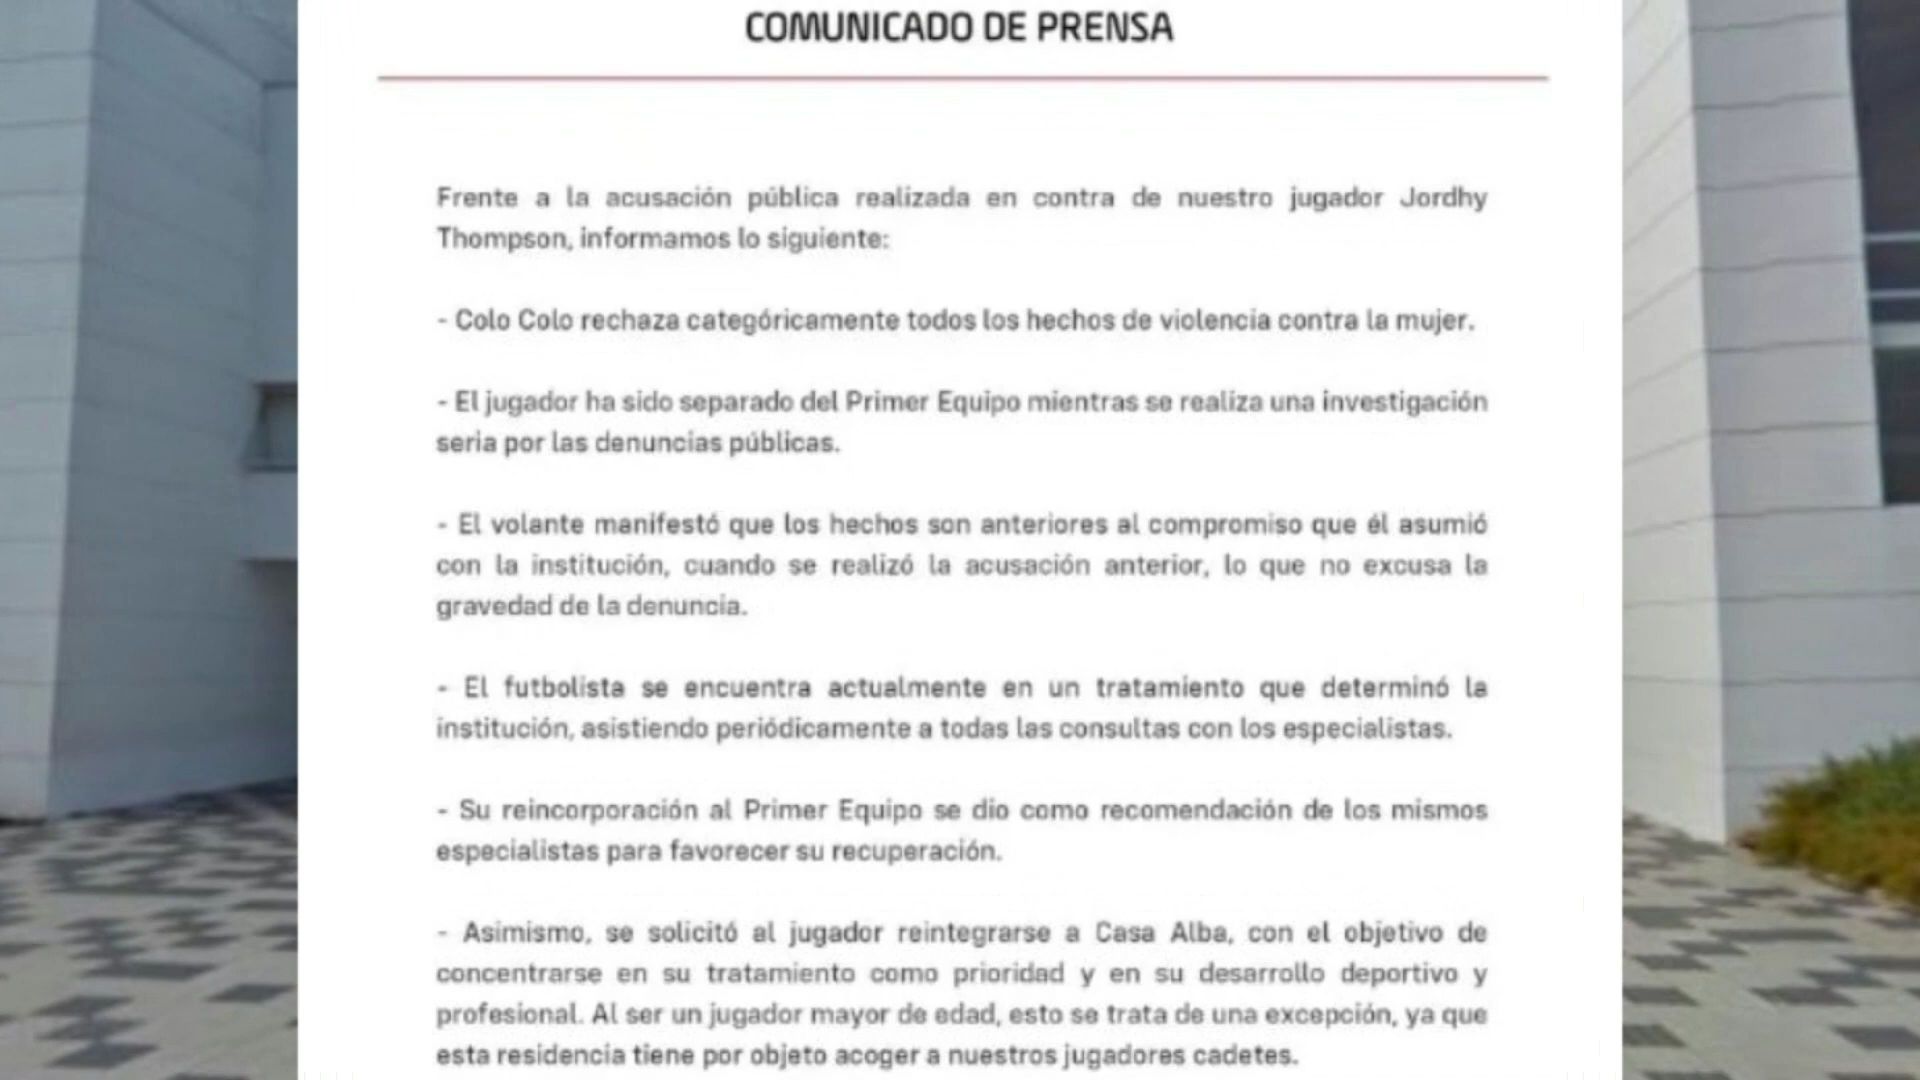 COMUNICADO DE PRENSA
Frente a la acusación pública realizada en contra de nuestro jugador Jordhy
Thompson, informamos lo siguiente:
- Colo Colo rechaza categóricamente todos los hechos de violencia contra la mujer.
- El jugador ha sido separado del Primer Equipo mientras se realiza una investigación
seria por las denuncias públicas.
- El volante manifestó que los hechos son anteriores al compromiso que él asumió
con la institución, cuando se realizó la acusación anterior, lo que no excusa la
gravedad de la denuncia.
- El futbolista se encuentra actualmente en un tratamiento que determinó la
institución, asistiendo periódicamente a todas las consultas con los especialistas.
- Su reincorporación al Primer Equipo se dio como recomendación de los mismos
especialistas para favorecer su recuperación.
- Asimismo, se solicitó al jugador reintegrarse a Casa Alba, con el objetivo de
concentrarse en su tratamiento como prioridad y en su desarrollo deportivo y
profesional. Al ser un jugador mayor de edad, esto se trata de una excepción, ya que
esta residencia tiene por objeto acoger a nuestros jugadores cadetes.